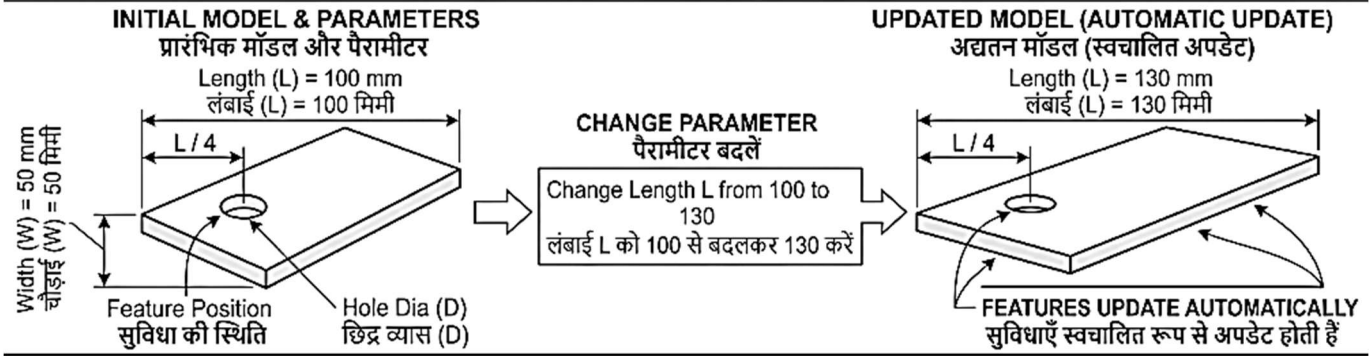 INITIAL MODEL & PARAMETERS
प्रारंभिक मॉडल और पैरामीटर
Length (L) = 100 mm
लंबाई (L) = 100 मिमी
L / 4
Width (W) = 50 mm
चौड़ाई (W) = 50 मिमी
Feature Position
सुविधा की स्थिति
Hole Dia (D)
छिद्र व्यास (D)
CHANGE PARAMETER
पैरामीटर बदलें
Change Length L from 100 to
130
लंबाई L को 100 से बदलकर 130 करें
UPDATED MODEL (AUTOMATIC UPDATE)
अद्यतन मॉडल (स्वचालित अपडेट)
Length (L) = 130 mm
लंबाई (L) = 130 मिमी
L / 4
FEATURES UPDATE AUTOMATICALLY
सुविधाएँ स्वचालित रूप से अपडेट होती हैं